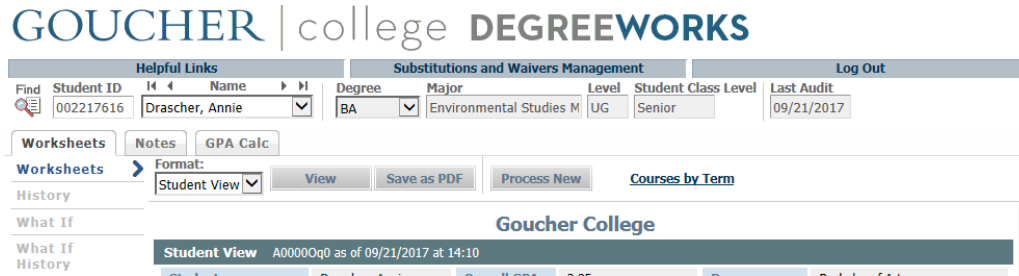 GOUCHER | college DEGREEWORKS
Helpful Links Substitutions and Waivers Management Log Out
Find Student ID Name Degree Major Level Student Class Level Last Audit
002217616 Drascher, Annie BA Environmental Studies M UG Senior 09/21/2017
Worksheets Notes GPA Calc
Worksheets Format:
Student View View Save as PDF Process New Courses by Term
History
What If Goucher College
What If
History
Student View A0000Oq0 as of 09/21/2017 at 14:10